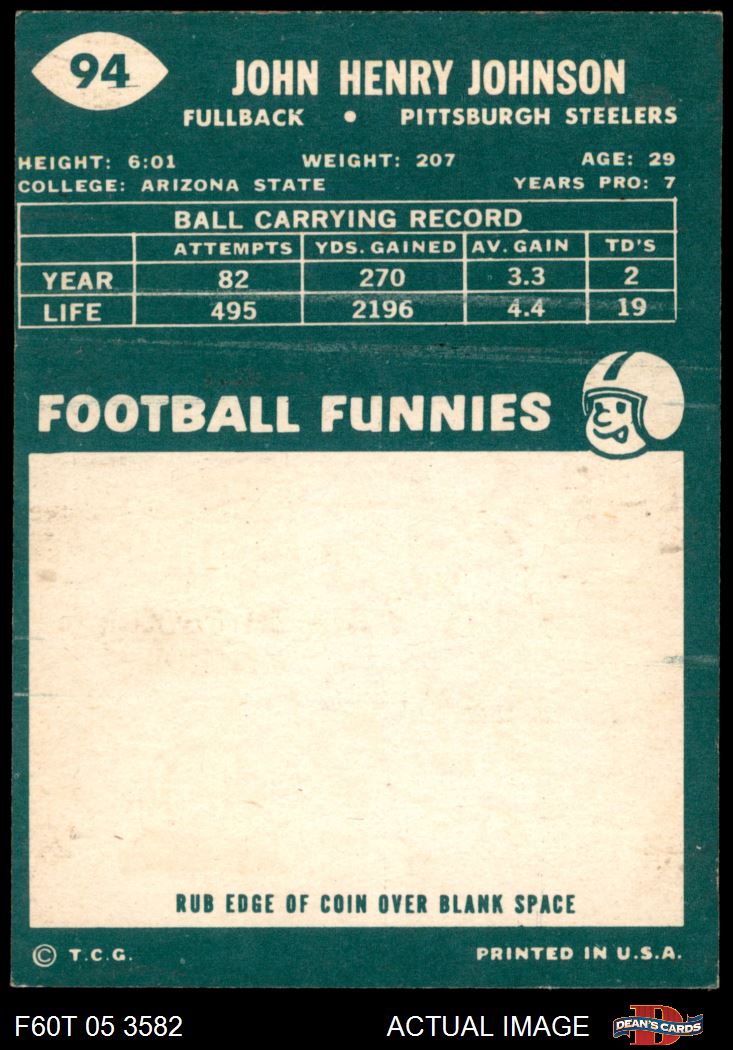 94
JOHN HENRY JOHNSON
FULLBACK • PITTSBURGH STEELERS
HEIGHT: 6:01 WEIGHT: 207 AGE: 29
COLLEGE: ARIZONA STATE YEARS PRO: 7
BALL CARRYING RECORD
ATTEMPTS YDS. GAINED AV. GAIN TD'S
YEAR 82 270 3.3 2
LIFE 495 2196 4.4 19
FOOTBALL FUNNIES
RUB EDGE OF COIN OVER BLANK SPACE
© T.C.G. PRINTED IN U.S.A.
F60T 05 3582 ACTUAL IMAGE D DEAN'S CARDS